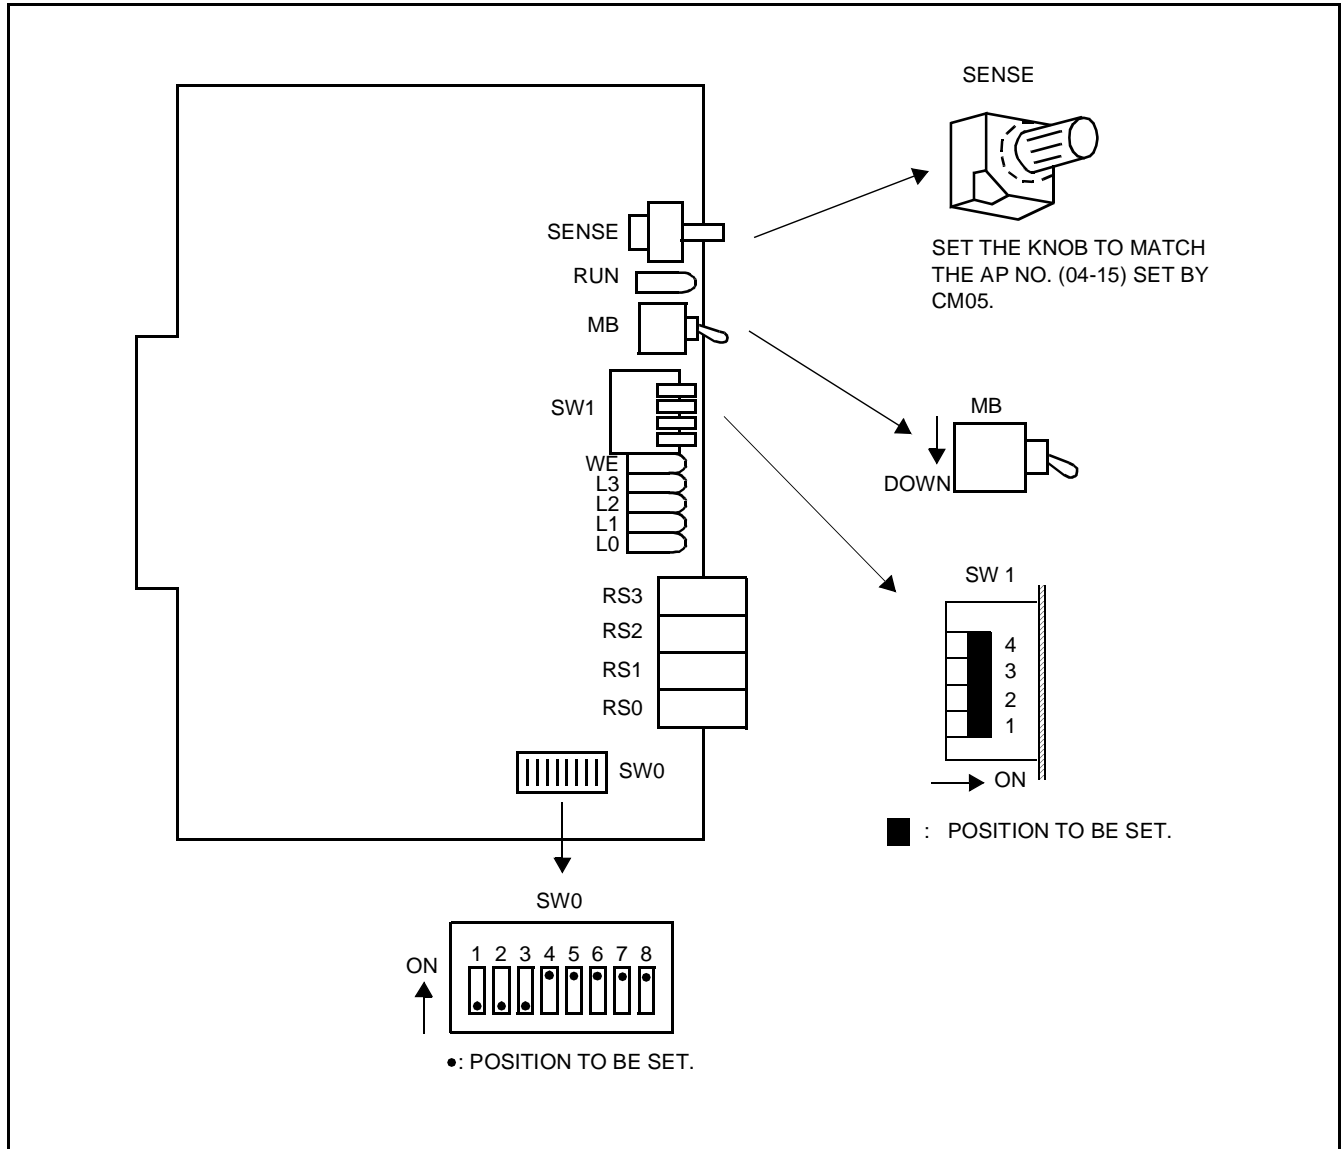 SENSE
SENSE
SET THE KNOB TO MATCH
THE AP NO. (04-15) SET BY
CM05.
RUN
MB
SW1
WE
L3
L2
L1
L0
MB
DOWN
SW 1
4
3
2
1
ON
■ : POSITION TO BE SET.
RS3
RS2
RS1
RS0
SW0
SW0
ON
1 2 3 4 5 6 7 8
●: POSITION TO BE SET.